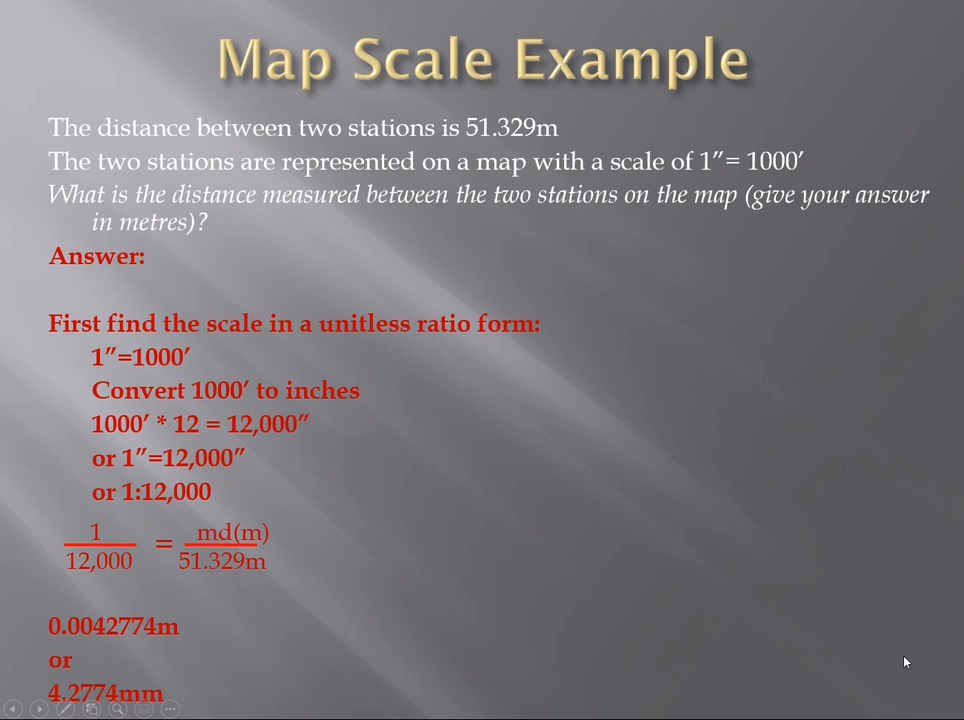 Map Scale Example
The distance between two stations is 51.329m
The two stations are represented on a map with a scale of 1”= 1000’
What is the distance measured between the two stations on the map (give your answer
in metres)?
Answer:
First find the scale in a unitless ratio form:
1”=1000’
Convert 1000’ to inches
1000’ * 12 = 12,000”
or 1”=12,000”
or 1:12,000
1 = md(m)
12,000 51.329m
0.0042774m
or
4.2774mm